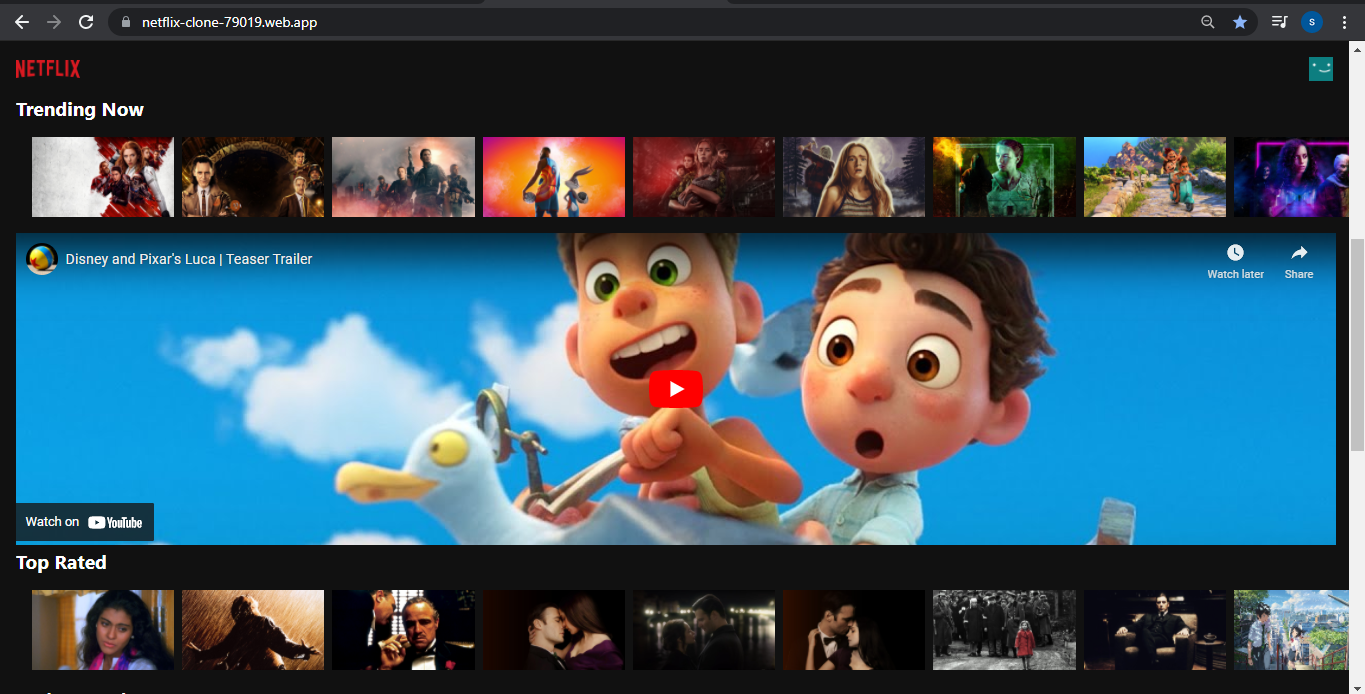 netflix-clone-79019.web.app
S
NETFLIX
Trending Now
Disney and Pixar's Luca | Teaser Trailer
Watch later
Share
Watch on YouTube
Top Rated